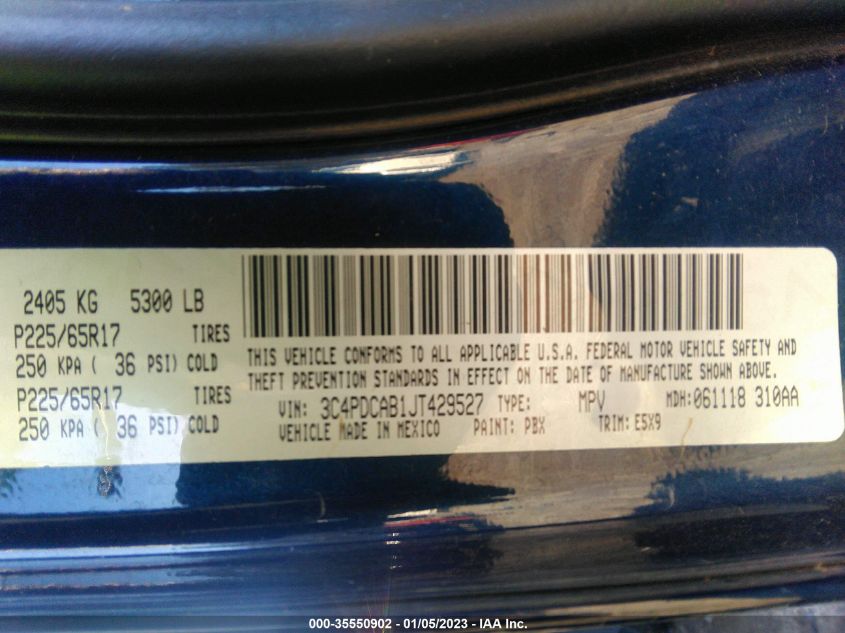 2405 KG 5300 LB
P225/65R17 TIRES
250 KPA ( 36 PSI) COLD
P225/65R17 TIRES
250 KPA ( 36 PSI) COLD
THIS VEHICLE CONFORMS TO ALL APPLICABLE U.S.A. FEDERAL MOTOR VEHICLE SAFETY AND
THEFT PREVENTION STANDARDS IN EFFECT ON THE DATE OF MANUFACTURE SHOWN ABOVE.
VIN: 3C4PDCAB1JT429527 TYPE: MPV MDH: 061118 310AA
VEHICLE MADE IN MEXICO PAINT: PBX TRIM: E5X9
000-35550902 - 01/05/2023 - IAA Inc.